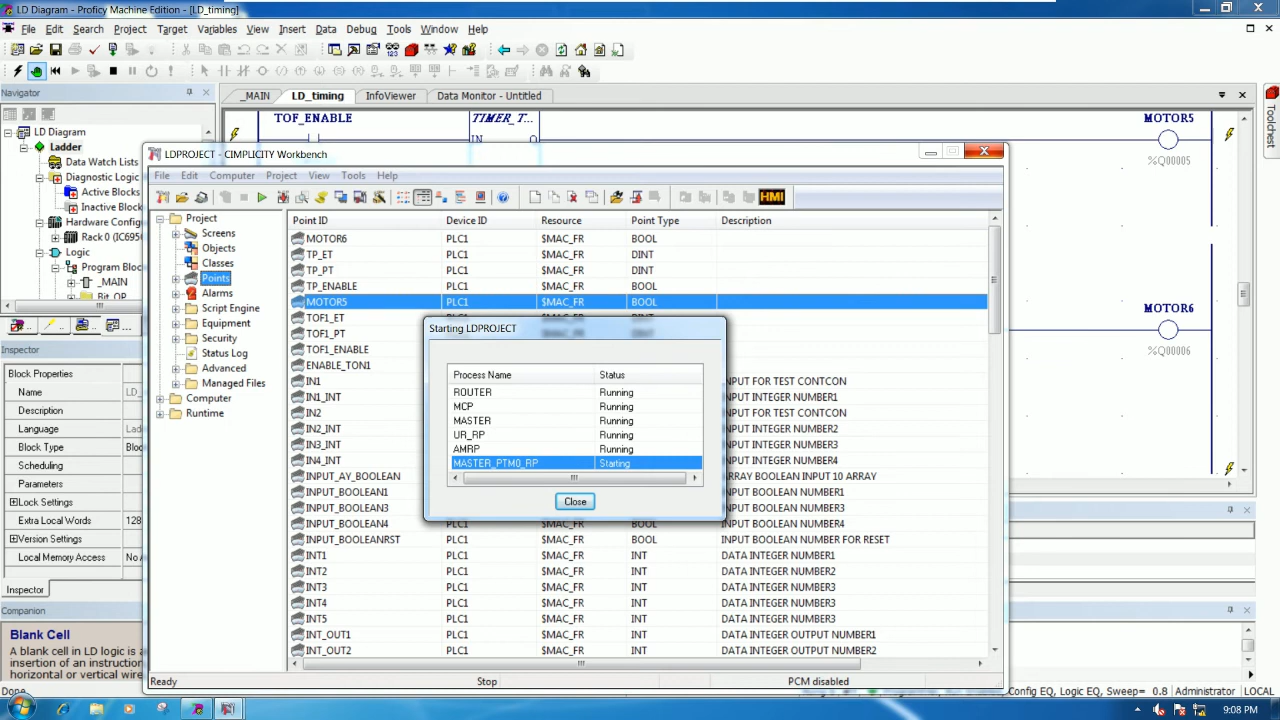 LD Diagram - Proficy Machine Edition - [LD_timing]
File Edit Search Project Target Variables View Insert Data Debug Tools Window Help
Navigator
_MAIN LD_timing InfoViewer Data Monitor - Untitled
Toolchest
LD Diagram
Ladder
Data Watch Lists
Diagnostic Logic
Active Blocks
Inactive Block
Hardware Config
Rack 0 (IC695
Logic
Program Bloc
_MAIN
Bit_OP
TOF_ENABLE TIMER_T... MOTOR5
IN Q
%Q00005
MOTOR6
%Q00006
Inspector
Block Properties
Name LD_
Description
Language Lad
Block Type Block
Scheduling
Parameters
Lock Settings
Extra Local Words 128
Version Settings
Local Memory Access No A
Inspector
Companion
Blank Cell
A blank cell in LD logic is a
insertion of an instruction
horizontal or vertical wire
Done
LDPROJECT - CIMPLICITY Workbench
File Edit Computer Project View Tools Help
HMI
Project
Screens
Objects
Classes
Points
Alarms
Script Engine
Equipment
Security
Status Log
Advanced
Managed Files
Computer
Runtime
Point ID Device ID Resource Point Type Description
MOTOR6 PLC1 $MAC_FR BOOL
TP_ET PLC1 $MAC_FR DINT
TP_PT PLC1 $MAC_FR DINT
TP_ENABLE PLC1 $MAC_FR BOOL
MOTOR5 PLC1 $MAC_FR BOOL
TOF1_ET
TOF1_PT
TOF1_ENABLE
ENABLE_TON1
IN1 NPUT FOR TEST CONTCON
IN1_INT NPUT INTEGER NUMBER1
IN2 NPUT FOR TEST CONTCON
IN2_INT NPUT INTEGER NUMBER2
IN3_INT NPUT INTEGER NUMBER3
IN4_INT NPUT INTEGER NUMBER4
INPUT_AY_BOOLEAN ARRAY BOOLEAN INPUT 10 ARRAY
INPUT_BOOLEAN1 NPUT BOOLEAN NUMBER1
INPUT_BOOLEAN3 NPUT BOOLEAN NUMBER3
INPUT_BOOLEAN4 PLC1 $MAC_FR BOOL INPUT BOOLEAN NUMBER4
INPUT_BOOLEANRST PLC1 $MAC_FR BOOL INPUT BOOLEAN NUMBER FOR RESET
INT1 PLC1 $MAC_FR INT DATA INTEGER NUMBER1
INT2 PLC1 $MAC_FR INT DATA INTEGER NUMBER2
INT3 PLC1 $MAC_FR INT DATA INTEGER NUMBER3
INT4 PLC1 $MAC_FR INT DATA INTEGER NUMBER3
INT5 PLC1 $MAC_FR INT DATA INTEGER NUMBER3
INT_OUT1 PLC1 $MAC_FR INT DATA INTEGER OUTPUT NUMBER1
INT_OUT2 PLC1 $MAC_FR INT DATA INTEGER OUTPUT NUMBER2
Ready Stop PCM disabled
Starting LDPROJECT
Process Name Status
ROUTER Running
MCP Running
MASTER Running
UR_RP Running
AMRP Running
MASTER_PTM0_RP Starting
Close
Config EQ, Logic EQ, Sweep= 0.8 Administrator LOCAL
9:08 PM